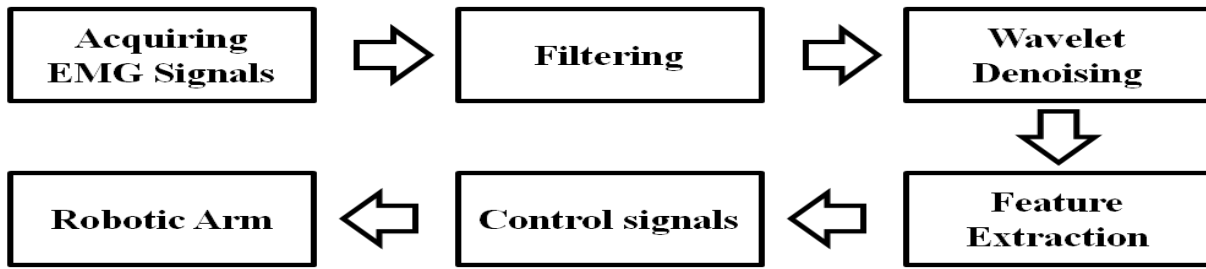 Acquiring
EMG Signals
Filtering
Wavelet
Denoising
Feature
Extraction
Control signals
Robotic Arm